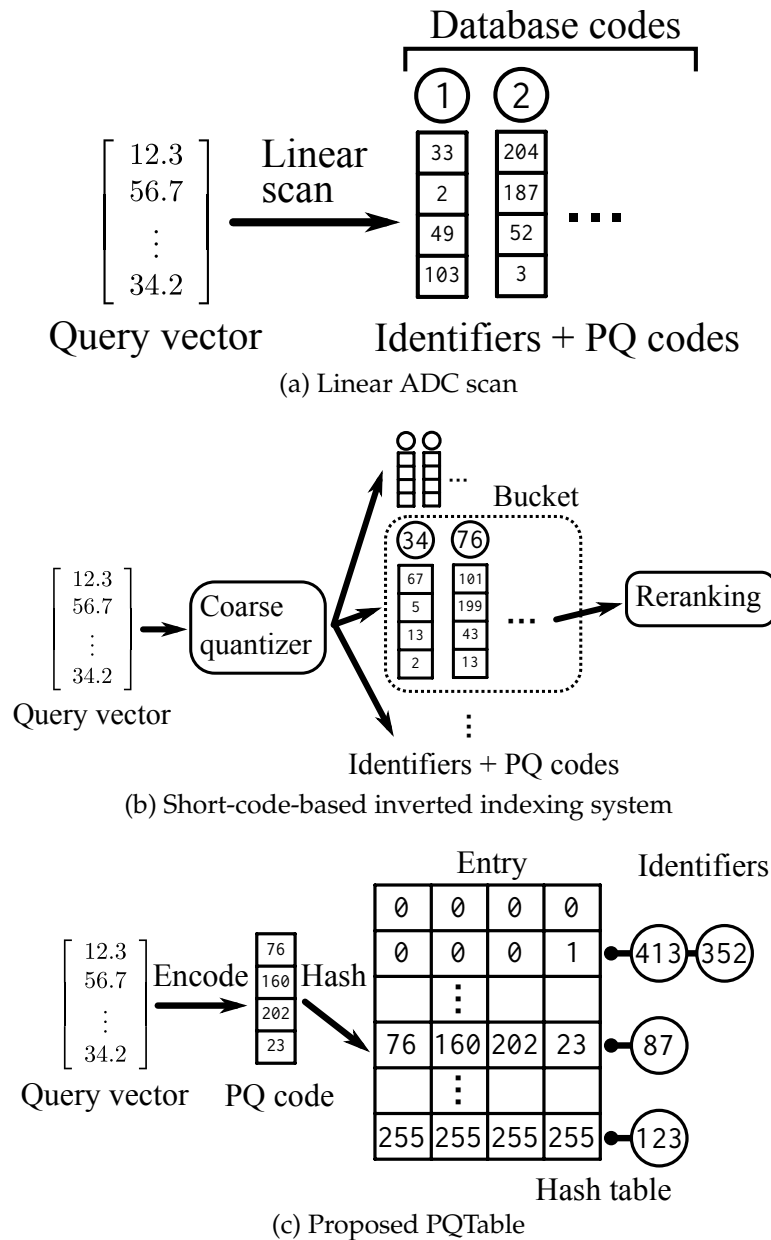 Database codes
1 2
12.3
56.7
⋮
34.2
Linear
scan
33 204
2 187
49 52
103 3
...
Query vector
Identifiers + PQ codes
(a) Linear ADC scan
...
Bucket
34 76
12.3
56.7
⋮
34.2
Coarse
quantizer
67 101
5 199
13 43
2 13
...
Reranking
Query vector
⋮
Identifiers + PQ codes
(b) Short-code-based inverted indexing system
Entry
Identifiers
12.3
56.7
⋮
34.2
Encode
76
160
202
23
Hash
0 0 0 0
0 0 0 1 413 352
⋮
76 160 202 23 87
⋮
255 255 255 255 123
Query vector
PQ code
Hash table
(c) Proposed PQTable